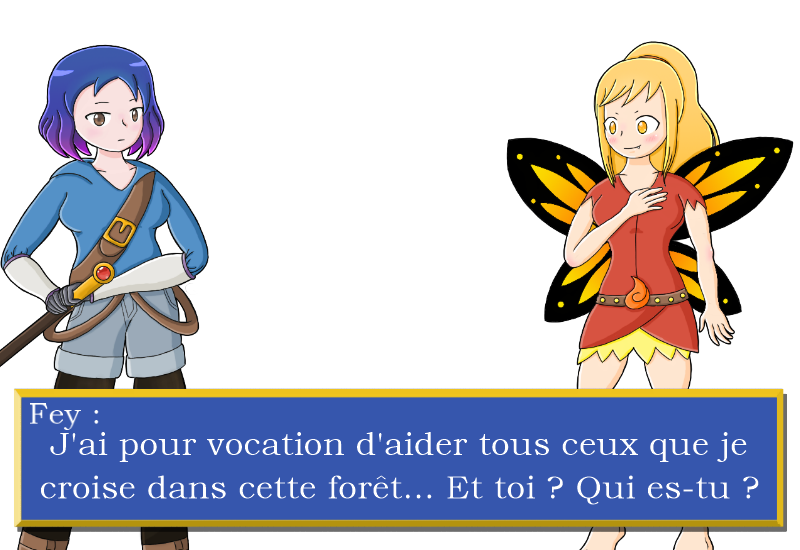 Fey :
J'ai pour vocation d'aider tous ceux que je
croise dans cette forêt... Et toi ? Qui es-tu ?